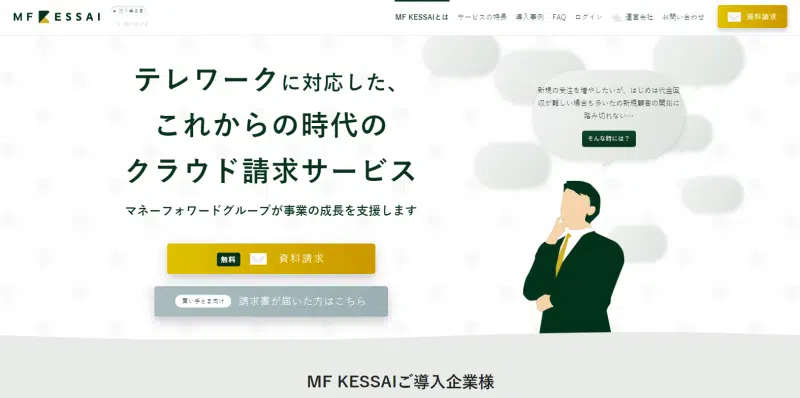 MF KESSAI
MF KESSAIとは
サービスの特長
導入事例
FAQ
ログイン
運営会社
お問い合わせ
資料請求
テレワークに対応した、
これからの時代の
クラウド請求サービス
マネーフォワードグループが事業の成長を支援します
無料 資料請求
買い手さま向け 請求書が届いた方はこちら
新規の受注を増やしたいが、はじめは代金回
収が難しい場合も多いため新規顧客の開拓に
踏み切れない…
そんな時には？
MF KESSAIご導入企業様